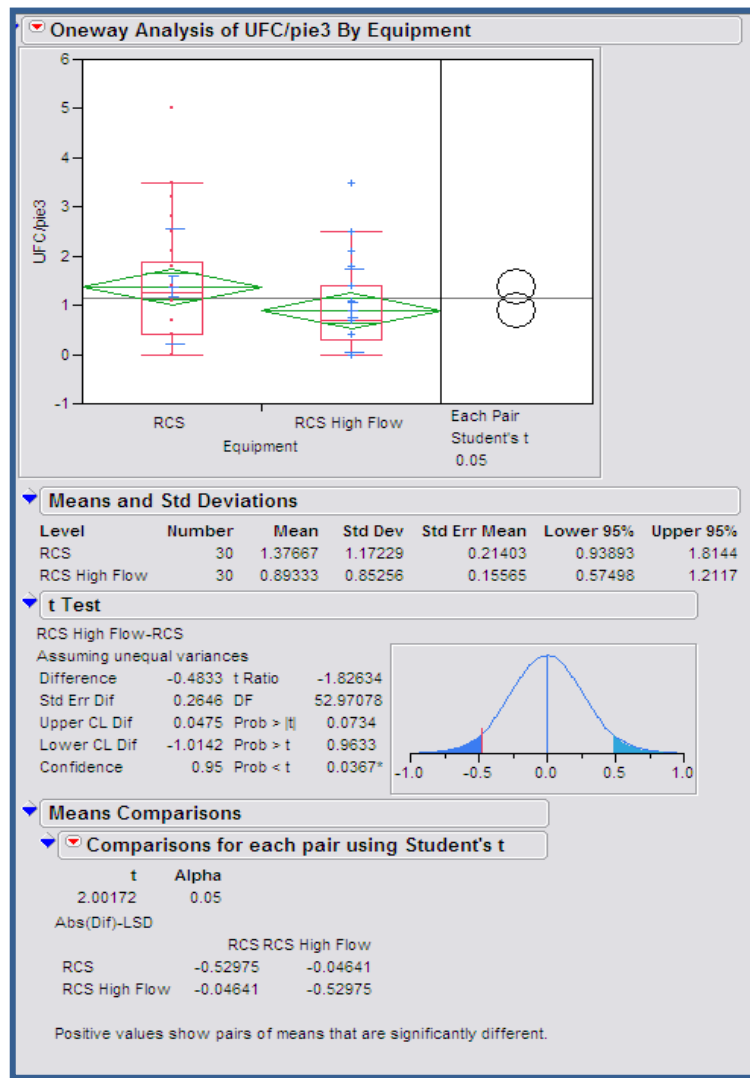 Oneway Analysis of UFC/pie3 By Equipment
6
5
4
3
2
1
0
-1
UFC/pie3
RCS RCS High Flow
Equipment
Each Pair
Student's t
0.05
Means and Std Deviations
Level Number Mean Std Dev Std Err Mean Lower 95% Upper 95%
RCS 30 1.37667 1.17229 0.21403 0.93893 1.8144
RCS High Flow 30 0.89333 0.85256 0.15565 0.57498 1.2117
t Test
RCS High Flow-RCS
Assuming unequal variances
Difference -0.4833 t Ratio -1.82634
Std Err Dif 0.2646 DF 52.97078
Upper CL Dif 0.0475 Prob > |t| 0.0734
Lower CL Dif -1.0142 Prob > t 0.9633
Confidence 0.95 Prob < t 0.0367*
-1.0 -0.5 0.0 0.5 1.0
Means Comparisons
Comparisons for each pair using Student's t
t Alpha
2.00172 0.05
Abs(Dif)-LSD
RCS RCS High Flow
RCS -0.52975 -0.04641
RCS High Flow -0.04641 -0.52975
Positive values show pairs of means that are significantly different.